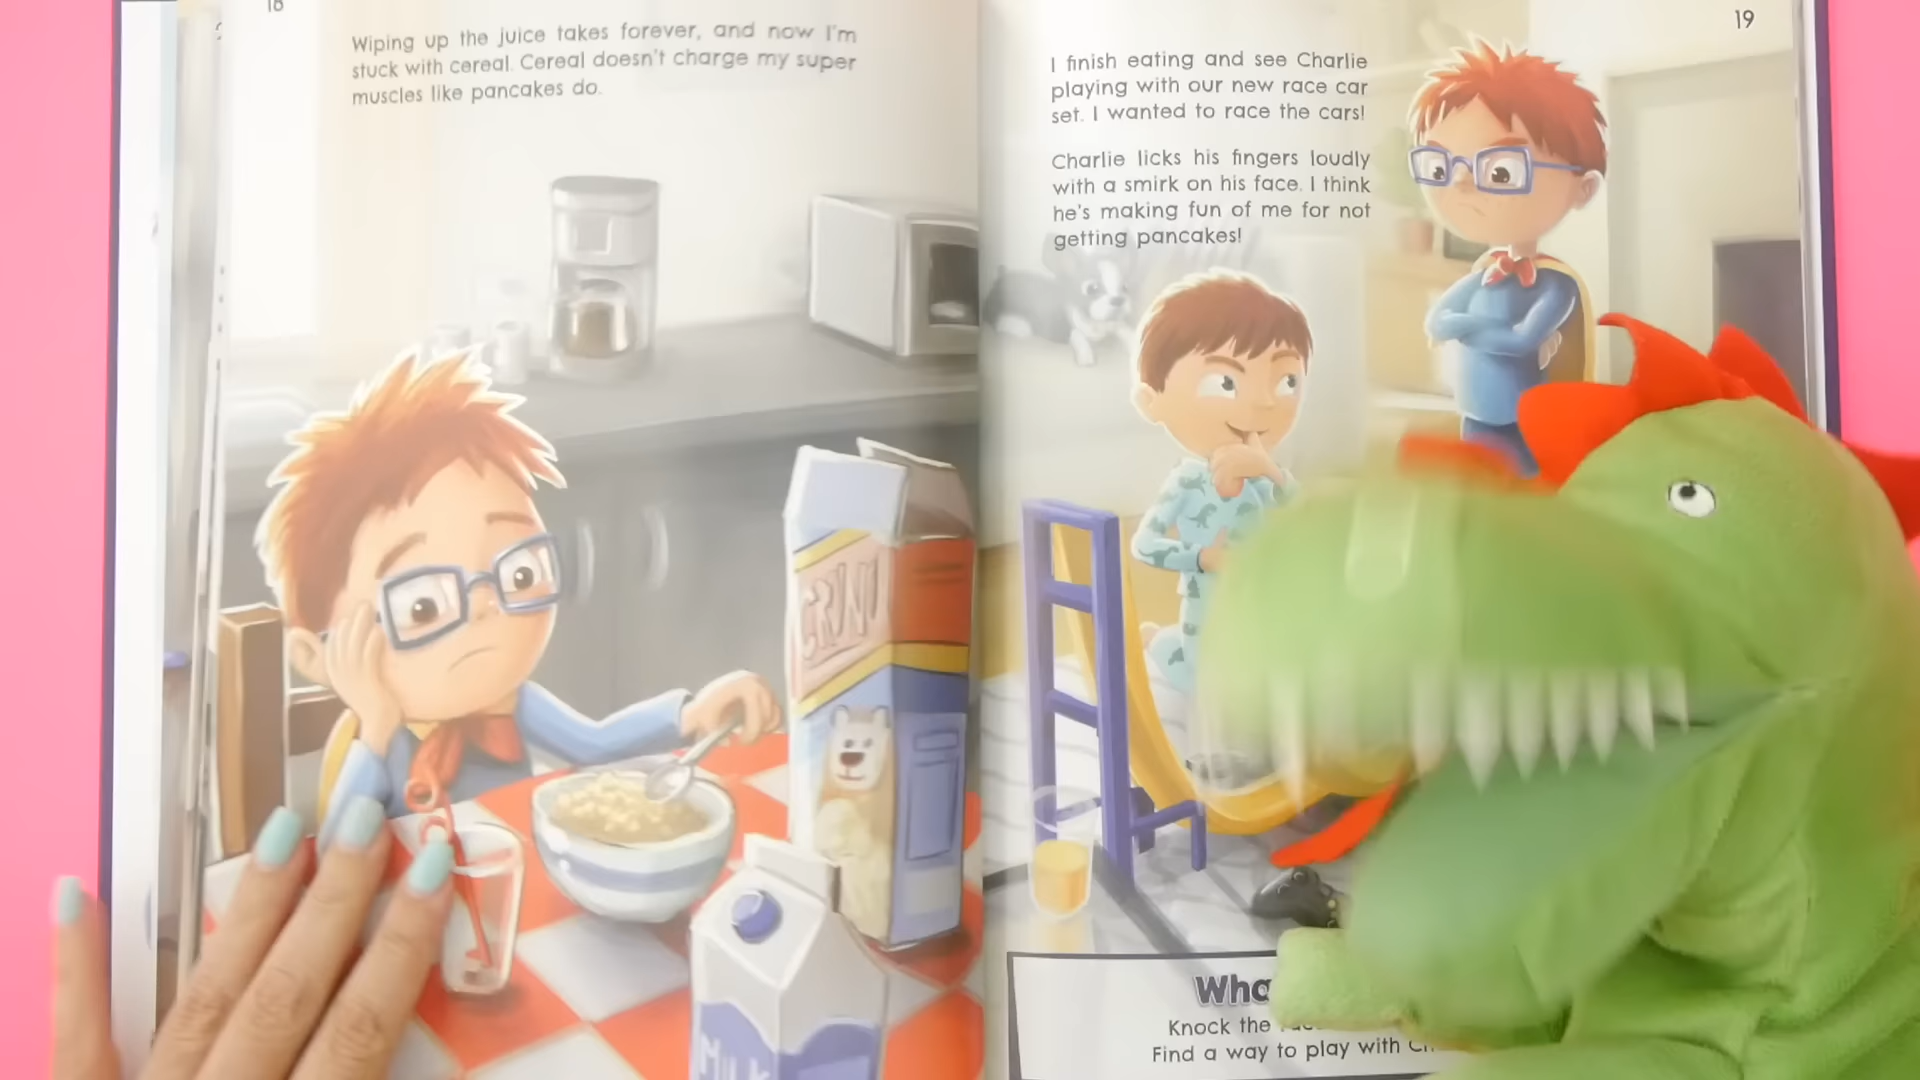 18
Wiping up the juice takes forever, and now I'm
stuck with cereal. Cereal doesn't charge my super
muscles like pancakes do.
19
I finish eating and see Charlie
playing with our new race car
set. I wanted to race the cars!
Charlie licks his fingers loudly
with a smirk on his face. I think
he's making fun of me for not
getting pancakes!
MILK
Knock the
Find a way to play with